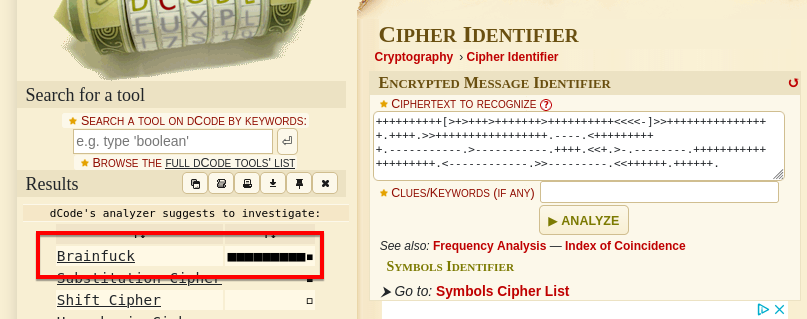 DCODE
EUXPL
Search for a tool
SEARCH A TOOL ON DCODE BY KEYWORDS:
e.g. type 'boolean'
BROWSE THE FULL DCODE TOOLS' LIST
Results
dCode's analyzer suggests to investigate:
Brainfuck
Substitution Cipher
Shift Cipher
CIPHER IDENTIFIER
Cryptography › Cipher Identifier
ENCRYPTED MESSAGE IDENTIFIER
CIPHERTEXT TO RECOGNIZE ?
++++++++++[>+>+++>+++++++>++++++++++<<<<-]>>+++++++++++++++
+.++++.>>+++++++++++++++++.----.<+++++++++
+.-----------.>-----------.++++.<<+.>-.--------.+++++++++++
+++++++++.<------------.>>---------.<<++++++.++++++.
CLUES/KEYWORDS (IF ANY)
▶ ANALYZE
See also: Frequency Analysis — Index of Coincidence
SYMBOLS IDENTIFIER
➤ Go to: Symbols Cipher List